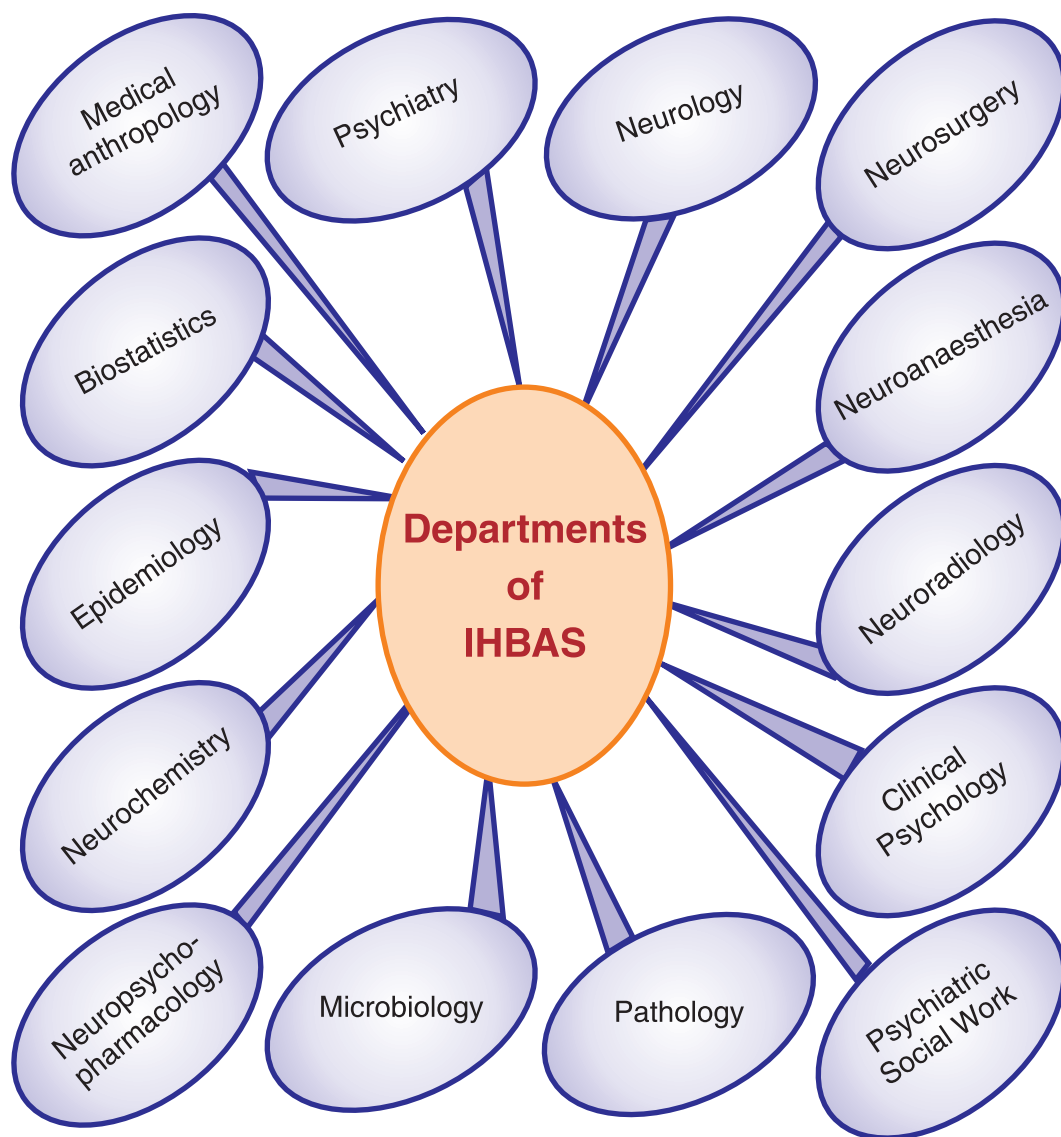 Medical
anthropology
Psychiatry
Neurology
Neurosurgery
Biostatistics
Neuroanaesthesia
Epidemiology
Departments
of
IHBAS
Neuroradiology
Neurochemistry
Clinical
Psychology
Neuropsycho-
pharmacology
Microbiology
Pathology
Psychiatric
Social Work